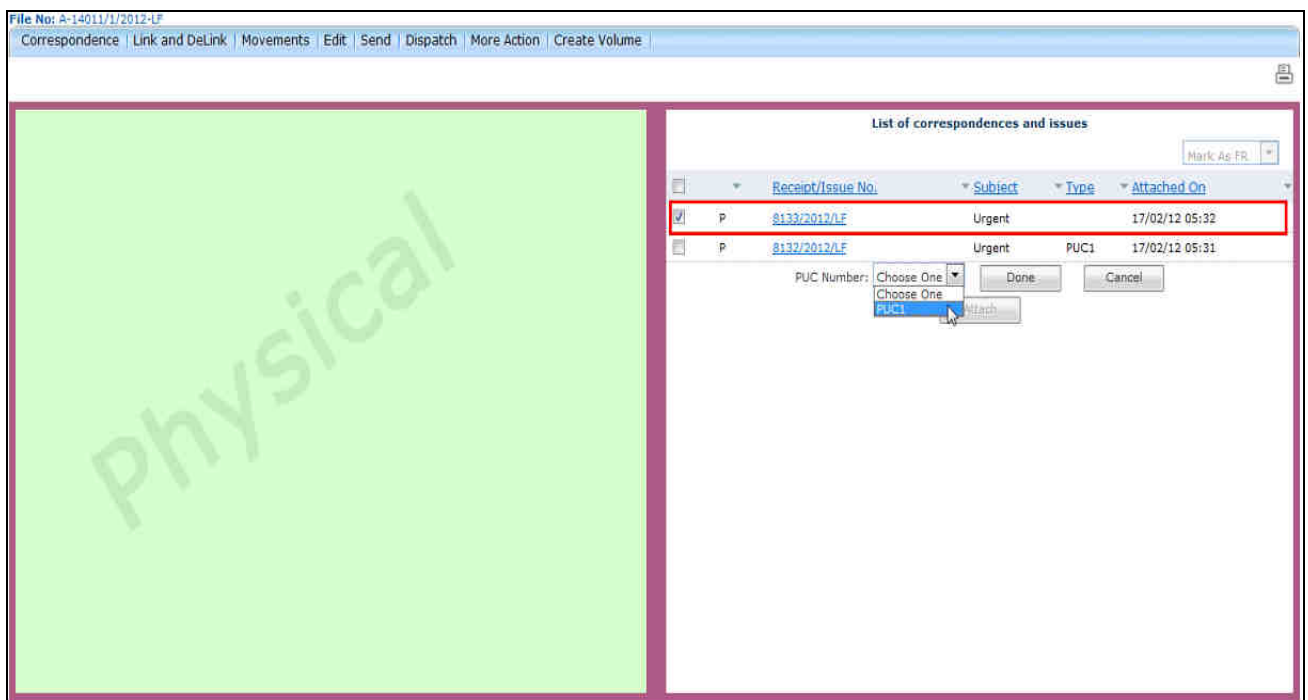 File No: A-14011/1/2012-LF
Correspondence | Link and DeLink | Movements | Edit | Send | Dispatch | More Action | Create Volume |
Physical
List of correspondences and issues
Mark As FR
Receipt/Issue No. Subject Type Attached On
P 8133/2012/LF Urgent 17/02/12 05:32
P 8132/2012/LF Urgent PUC1 17/02/12 05:31
PUC Number: Choose One Done Cancel
Choose One
PUC1 Attach